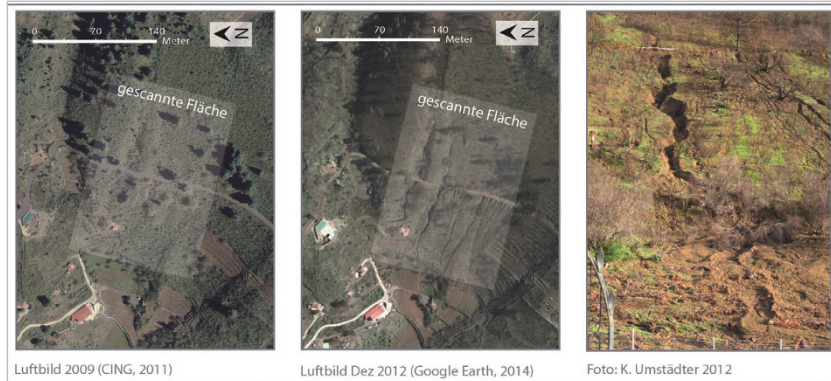 0 70 140
Meter
N
gescannte Fläche
Luftbild 2009 (CING, 2011)
0 70 140
Meter
N
gescannte Fläche
Luftbild Dez 2012 (Google Earth, 2014)
Foto: K. Umstädter 2012